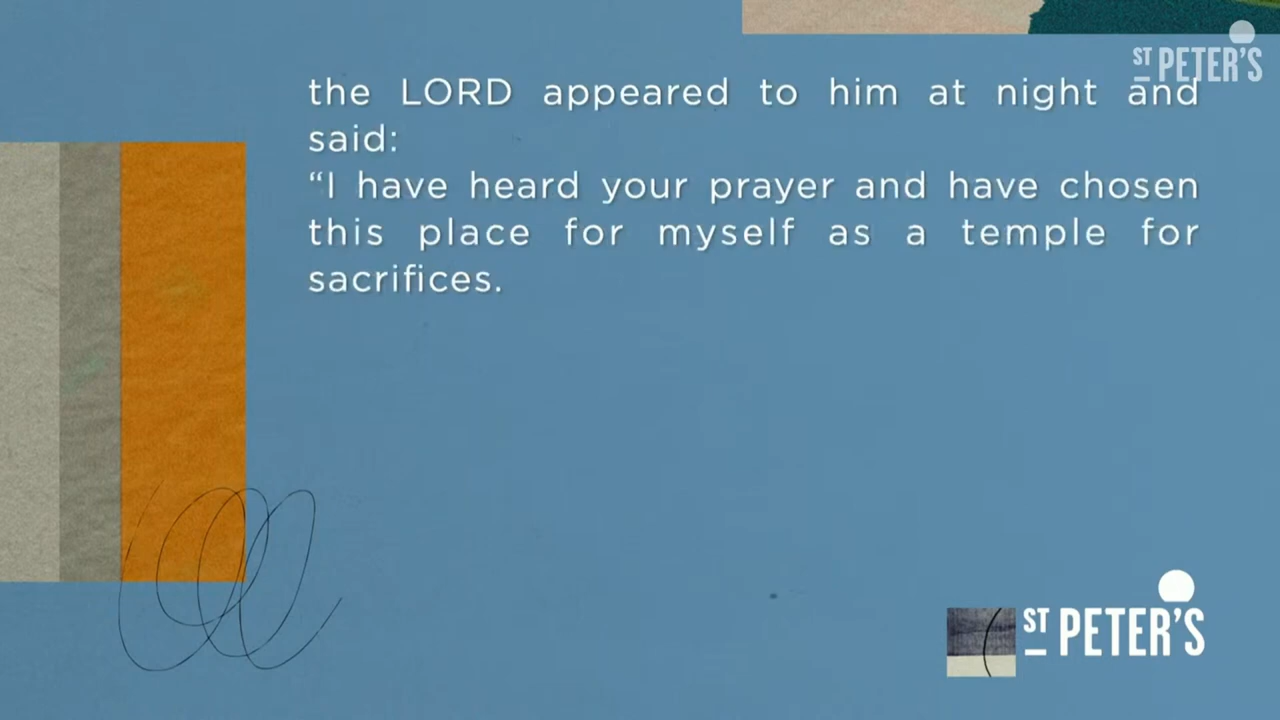 ST PETER'S
the LORD appeared to him at night and
said:
“I have heard your prayer and have chosen
this place for myself as a temple for
sacrifices.
ST PETER'S